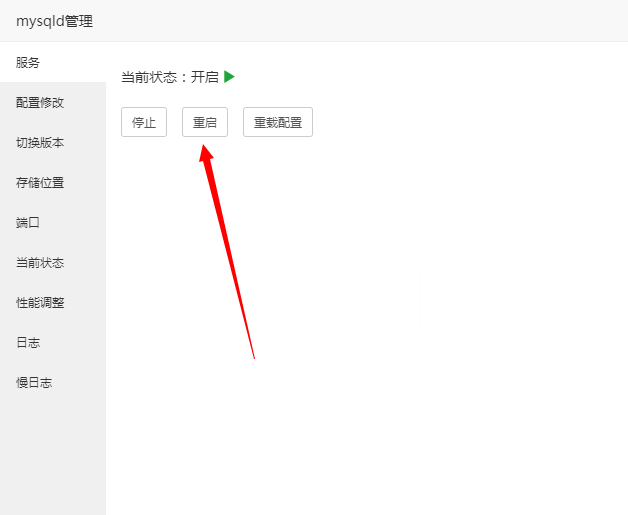 mysqld管理
服务
当前状态：开启
停止 重启 重载配置
配置修改
切换版本
存储位置
端口
当前状态
性能调整
日志
慢日志